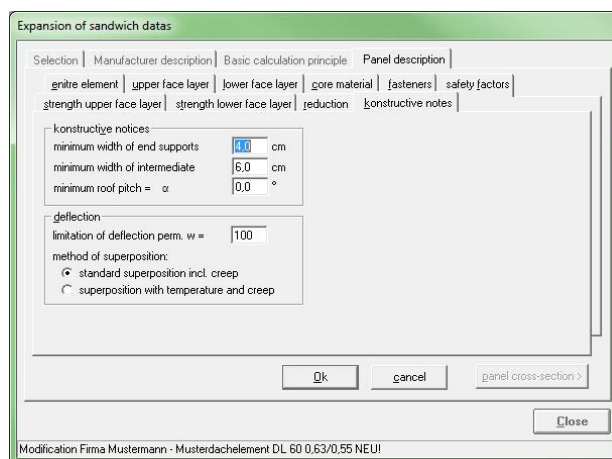 Expansion of sandwich datas
Selection Manufacturer description Basic calculation principle Panel description
enitre element upper face layer lower face layer core material fasteners safety factors
strength upper face layer strength lower face layer reduction konstructive notes
konstructive notices
minimum width of end supports 4,0 cm
minimum width of intermediate 6,0 cm
minimum roof pitch = α 0,0 °
deflection
limitation of deflection perm. w = 100
method of superposition:
standard superposition incl. creep
superposition with temperature and creep
Ok cancel panel cross-section >
Close
Modification Firma Mustermann - Musterdachelement DL 60 0,63/0,55 NEU!